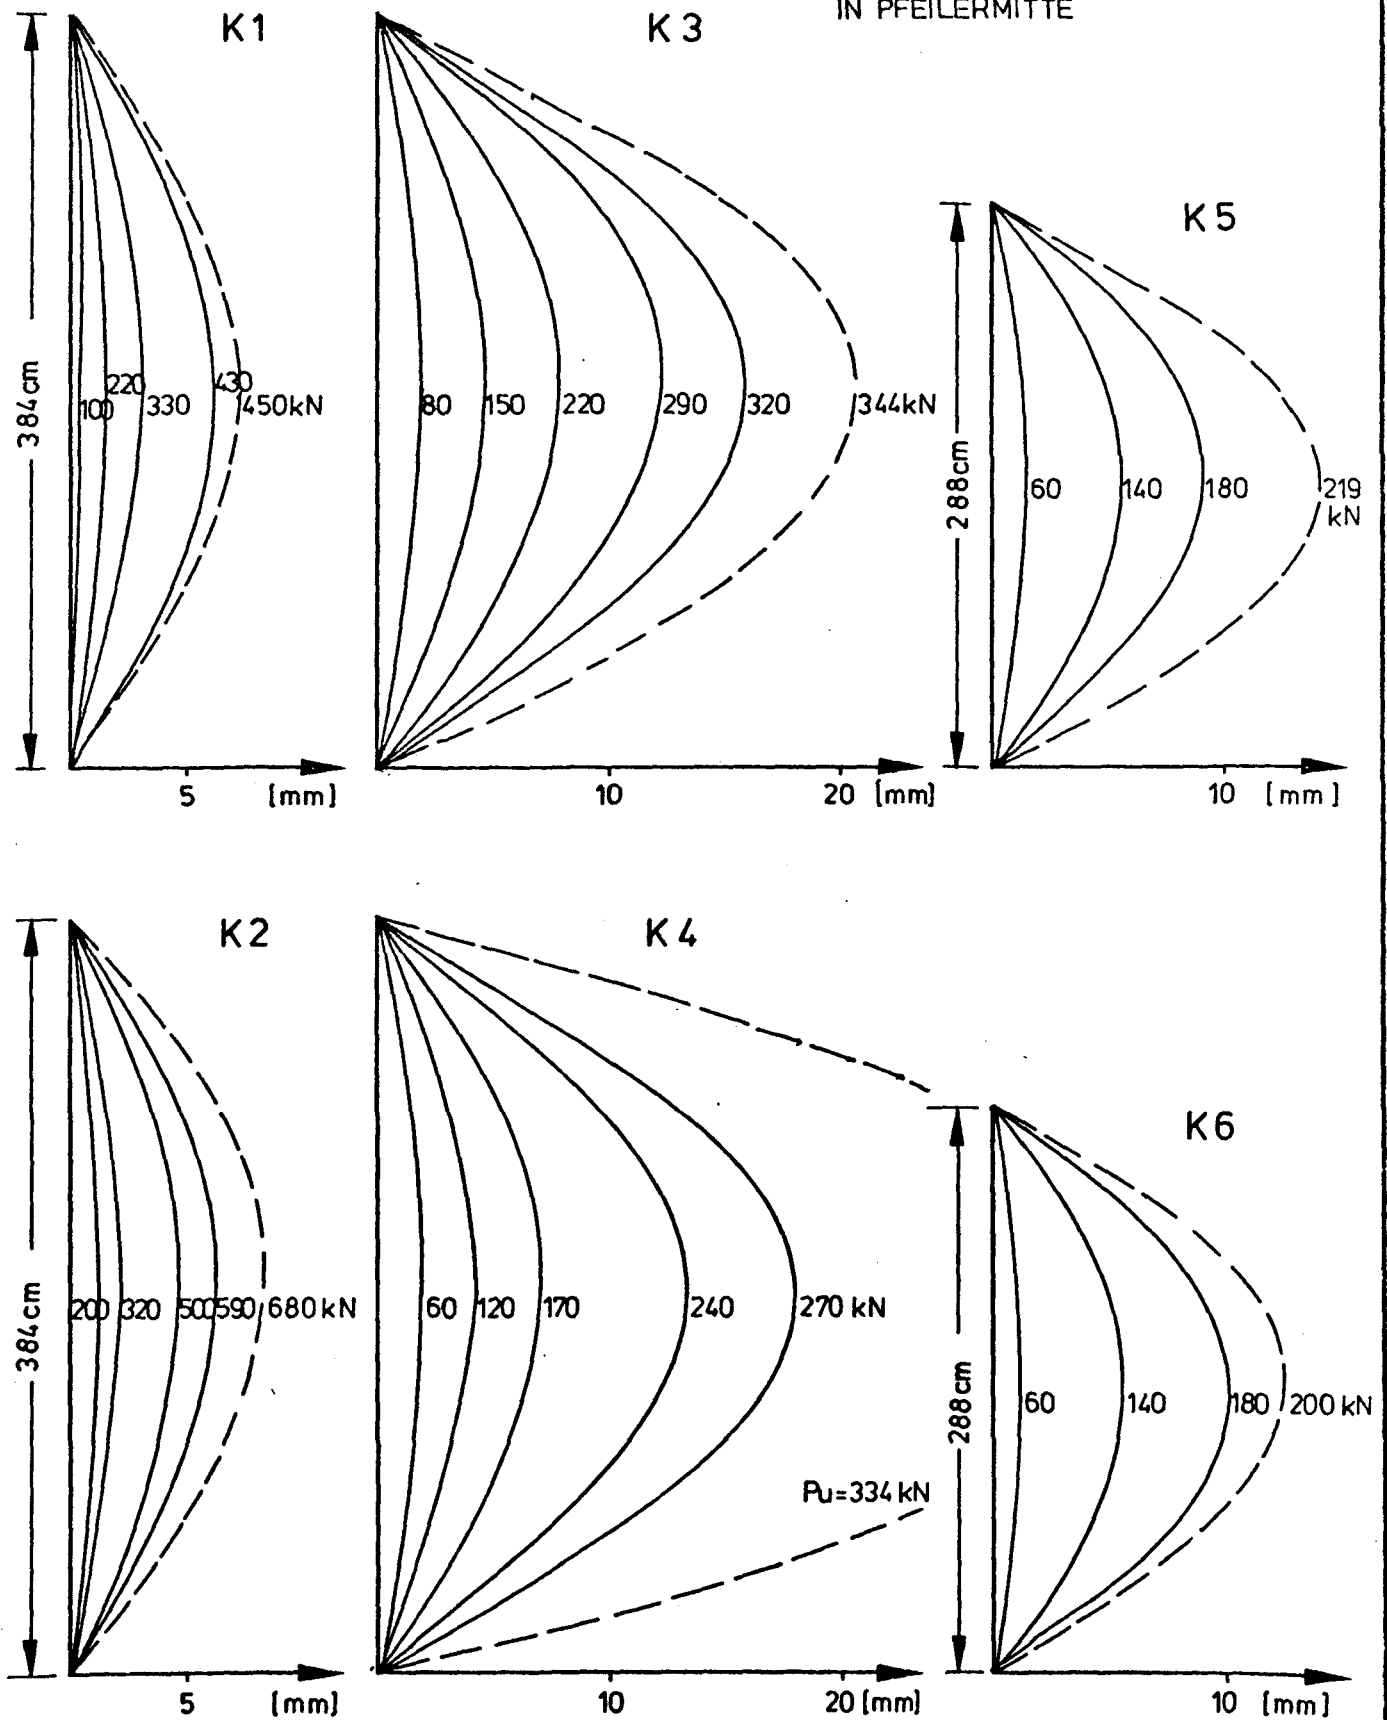 IN PFEILERMITTE
K1
384 cm
100
220
330
430
450kN
5 [mm]
K3
80 150 220 290 320 344kN
10 20 [mm]
K5
288cm
60 140 180 219
kN
10 [mm]
K2
384 cm
200 320 500 590 680 kN
5 [mm]
K4
60 120 170 240 270 kN
Pu=334 kN
10 20 [mm]
K6
288cm
60 140 180 200 kN
10 [mm]